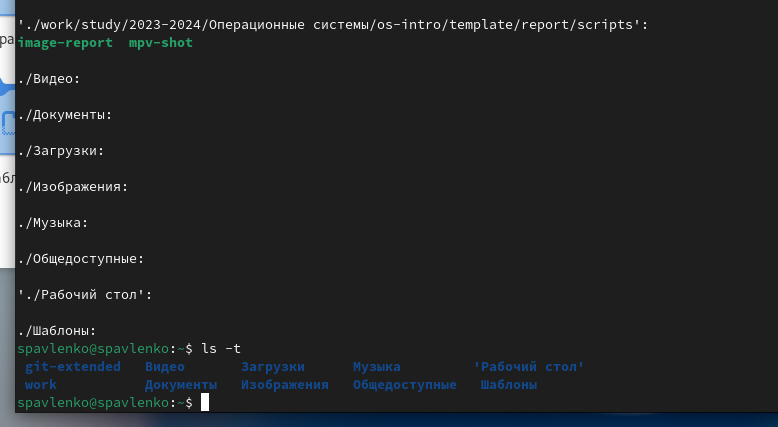 './work/study/2023-2024/Операционные системы/os-intro/template/report/scripts':
image-report  mpv-shot
./Видео:
./Документы:
./Загрузки:
./Изображения:
./Музыка:
./Общедоступные:
'./Рабочий стол':
./Шаблоны:
spavlenko@spavlenko:~$ ls -t
git-extended   Видео       Загрузки      Музыка         'Рабочий стол'
work           Документы   Изображения   Общедоступные   Шаблоны
spavlenko@spavlenko:~$